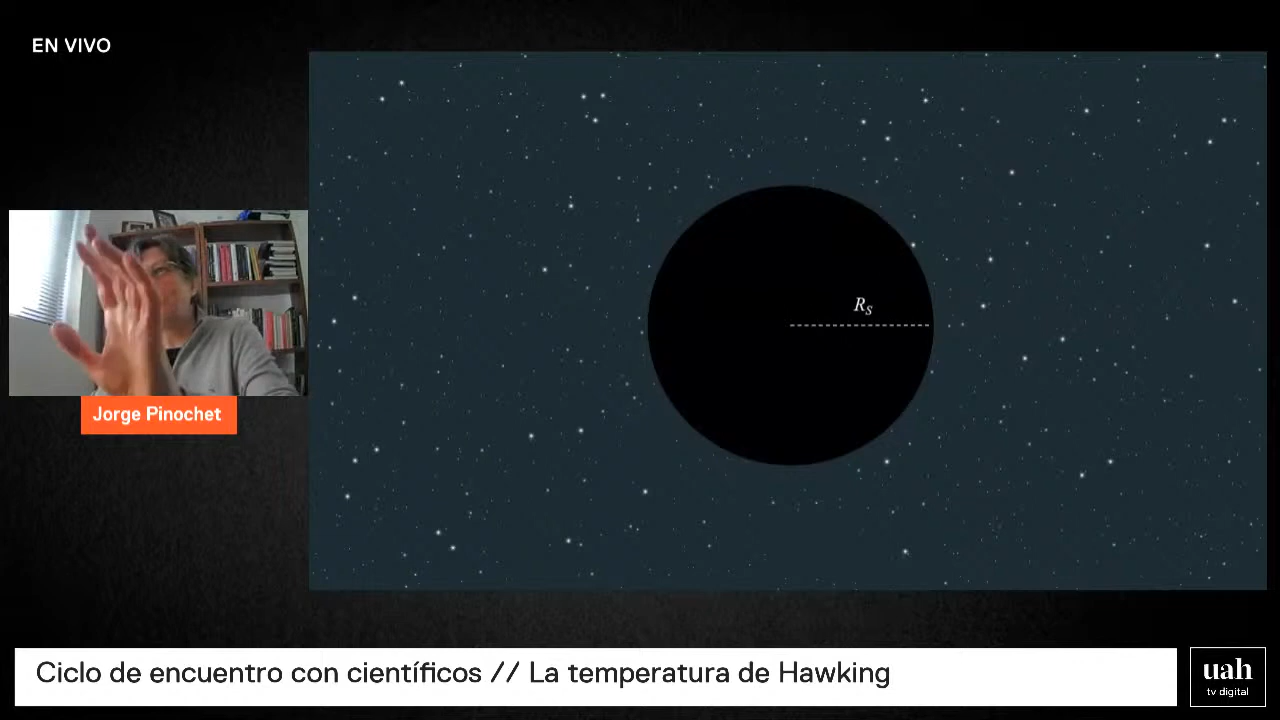 EN VIVO
R_S
Jorge Pinochet
Ciclo de encuentro con científicos // La temperatura de Hawking
uah
tv digital